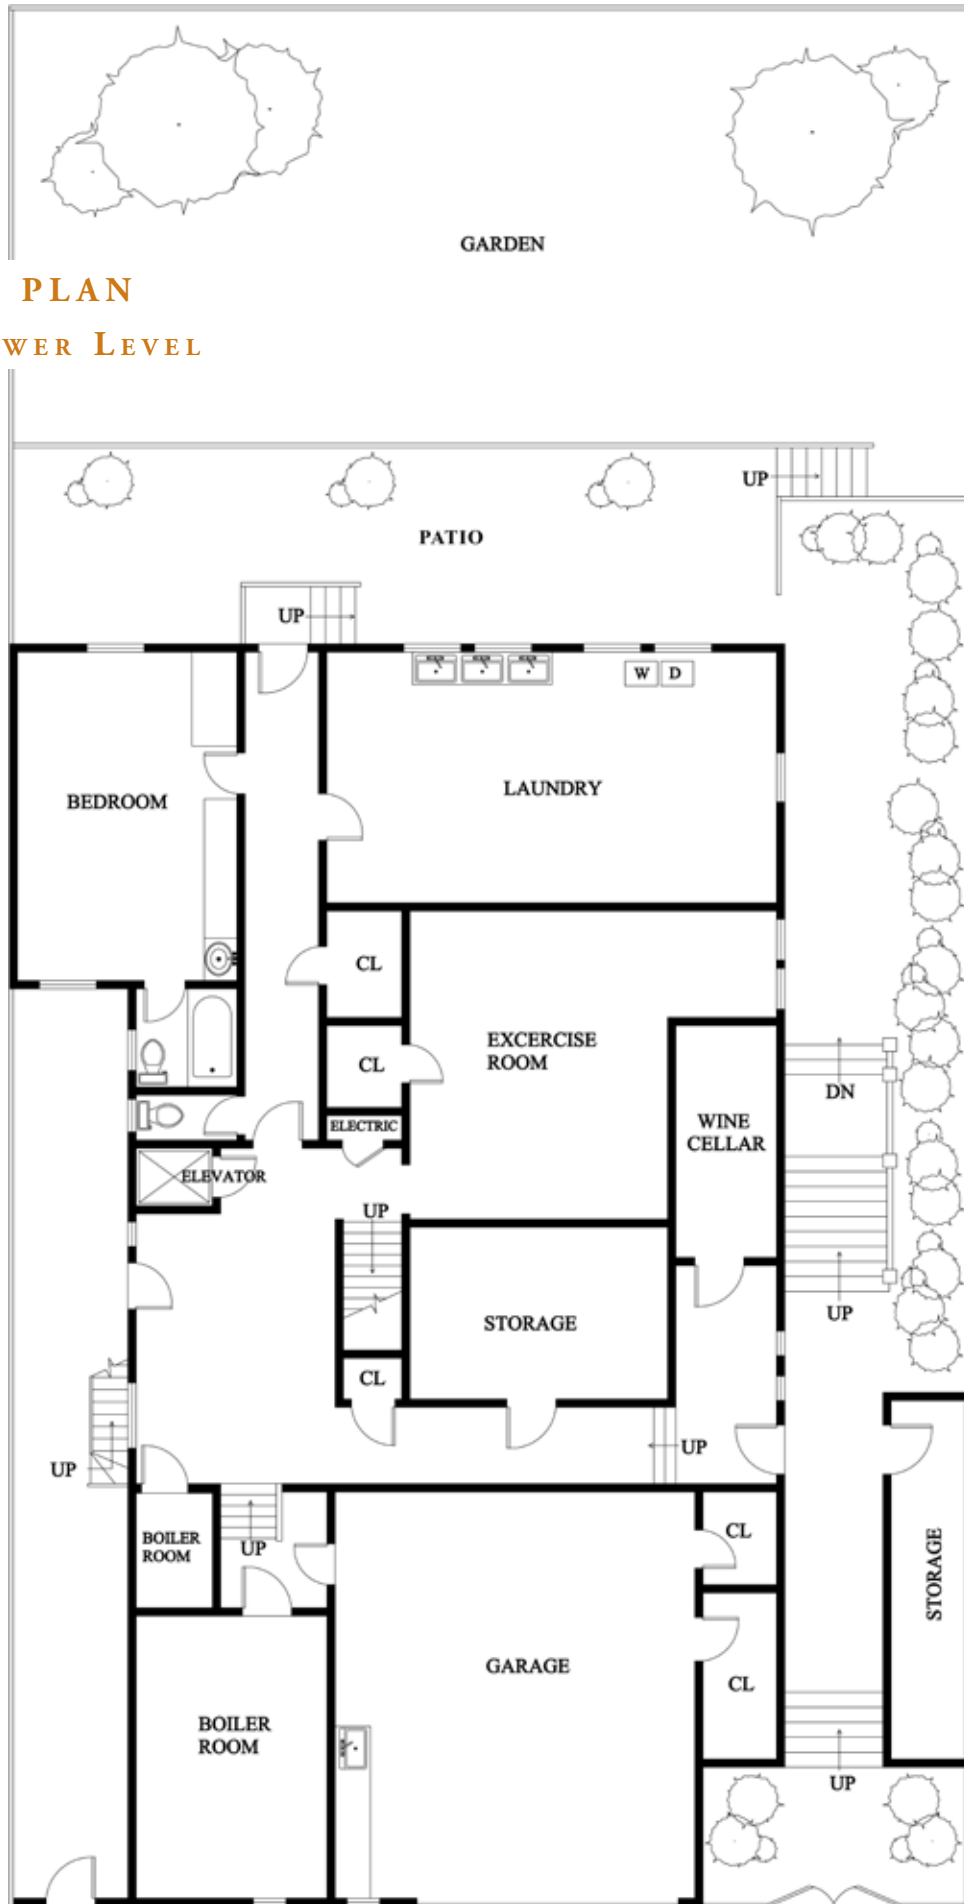 GARDEN
PLAN
WER LEVEL
UP
PATIO
UP
W D
LAUNDRY
BEDROOM
CL
EXCERCISE
ROOM
CL
DN
WINE
CELLAR
ELECTRIC
ELEVATOR
UP
UP
STORAGE
CL
UP
UP
CL
BOILER
ROOM
UP
STORAGE
GARAGE
CL
BOILER
ROOM
UP